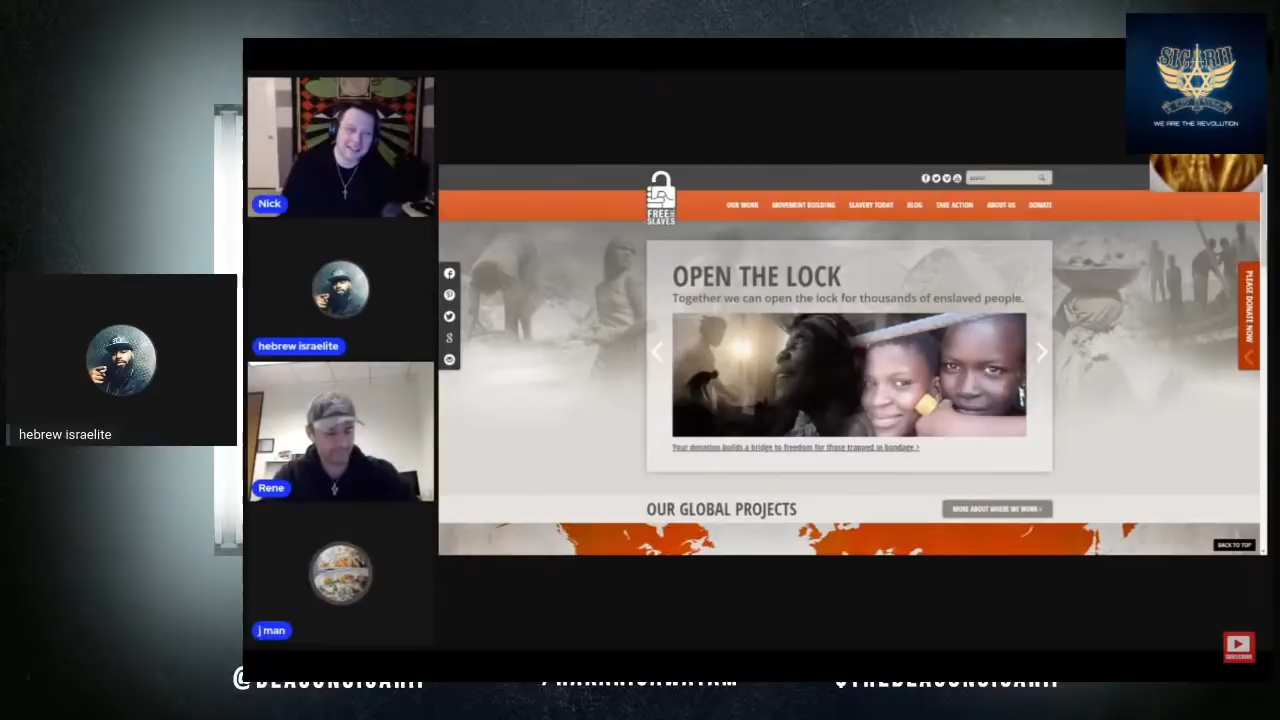 SICARII
WE ARE THE REVOLUTION
Nick
hebrew israelite
Rene
j man
hebrew israelite
FREE THE SLAVES
search
OUR WORK MOVEMENT BUILDING SLAVERY TODAY BLOG TAKE ACTION ABOUT US DONATE
OPEN THE LOCK
Together we can open the lock for thousands of enslaved people.
Your donation builds a bridge to freedom for those trapped in bondage >
PLEASE DONATE NOW
OUR GLOBAL PROJECTS
MORE ABOUT WHERE WE WORK >
BACK TO TOP
SUBSCRIBE